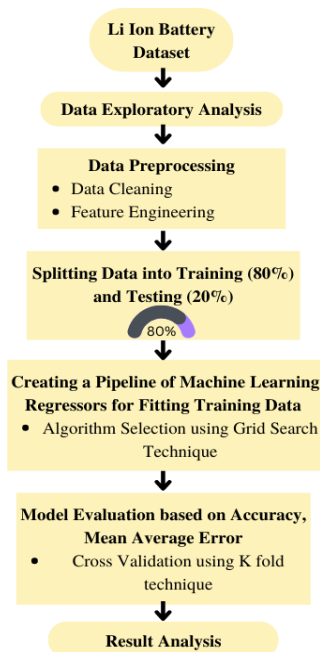 Li Ion Battery
Dataset
Data Exploratory Analysis
Data Preprocessing
• Data Cleaning
• Feature Engineering
Splitting Data into Training (80%)
and Testing (20%)
80%
Creating a Pipeline of Machine Learning
Regressors for Fitting Training Data
• Algorithm Selection using Grid Search
Technique
Model Evaluation based on Accuracy,
Mean Average Error
• Cross Validation using K fold
technique
Result Analysis